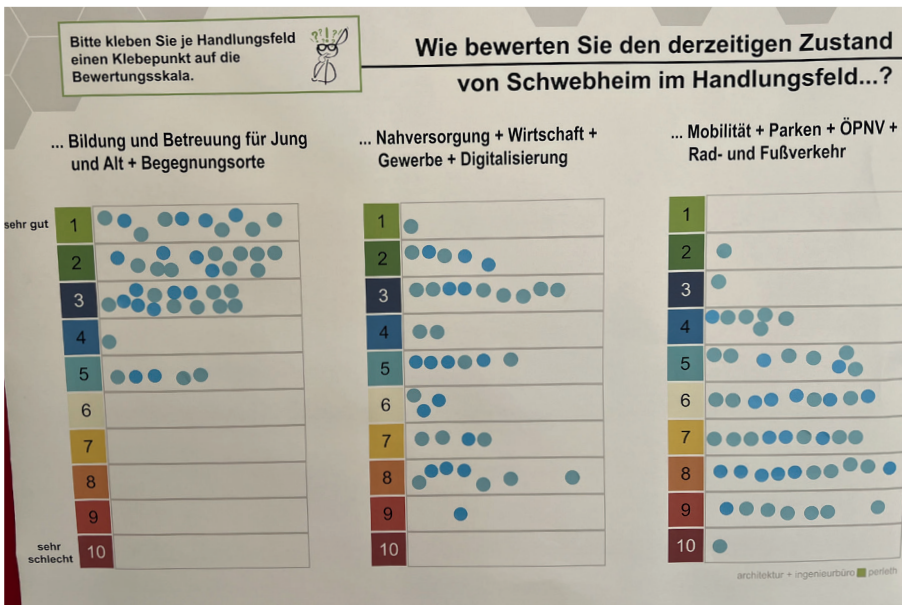 Bitte kleben Sie je Handlungsfeld
einen Klebepunkt auf die
Bewertungsskala.
??!!
Wie bewerten Sie den derzeitigen Zustand
von Schwebheim im Handlungsfeld...?
... Bildung und Betreuung für Jung
und Alt + Begegnungsorte
sehr gut
1
2
3
4
5
6
7
8
9
10
sehr
schlecht
... Nahversorgung + Wirtschaft +
Gewerbe + Digitalisierung
1
2
3
4
5
6
7
8
9
10
... Mobilität + Parken + ÖPNV +
Rad- und Fußverkehr
1
2
3
4
5
6
7
8
9
10
architektur + ingenieurbüro perleth